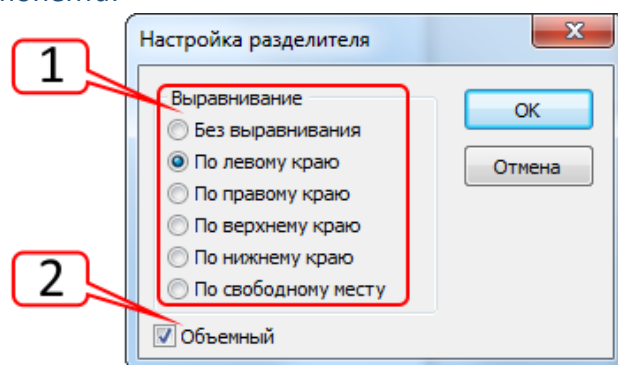 Настройка разделителя
1
Выравнивание
OK
Без выравнивания
По левому краю
Отмена
По правому краю
По верхнему краю
По нижнему краю
2
По свободному месту
Объемный